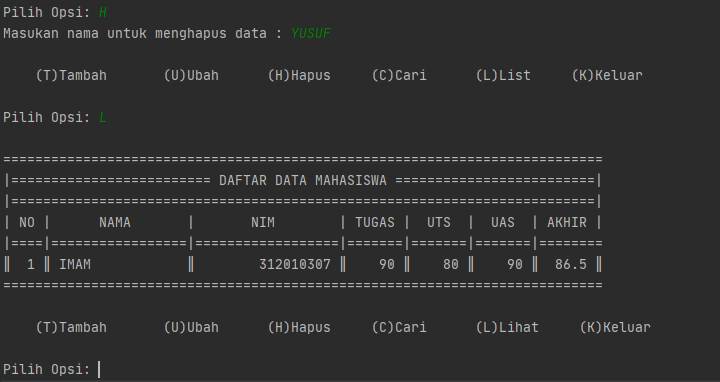 Pilih Opsi: H
Masukan nama untuk menghapus data : YUSUF
(T)Tambah       (U)Ubah       (H)Hapus     (C)Cari      (L)List     (K)Keluar
Pilih Opsi: L
===========================================================================
|========================= DAFTAR DATA MAHASISWA =========================|
|=========================================================================|
| NO |      NAMA       |       NIM        | TUGAS |  UTS  |  UAS  | AKHIR |
|====|=================|==================|=======|=======|=======|========
║  1 ║ IMAM            ║        312010307 ║    90 ║    80 ║    90 ║  86.5 ║
===========================================================================
(T)Tambah       (U)Ubah       (H)Hapus     (C)Cari      (L)Lihat     (K)Keluar
Pilih Opsi: